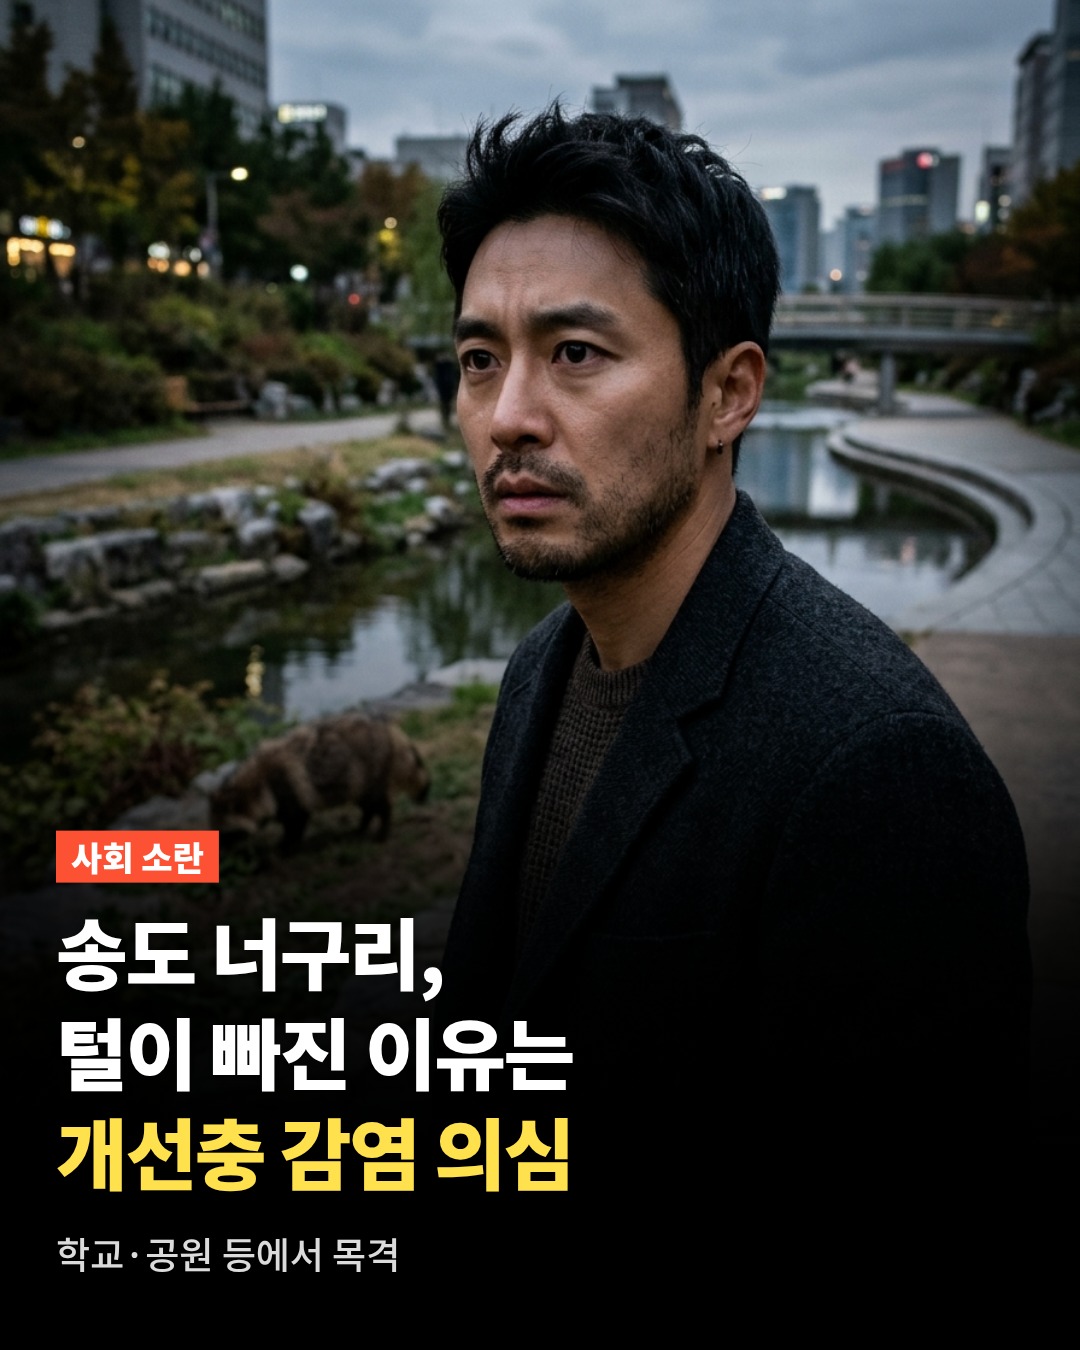 사회 소란
송도 너구리,
털이 빠진 이유는
개선충 감염 의심
학교·공원 등에서 목격